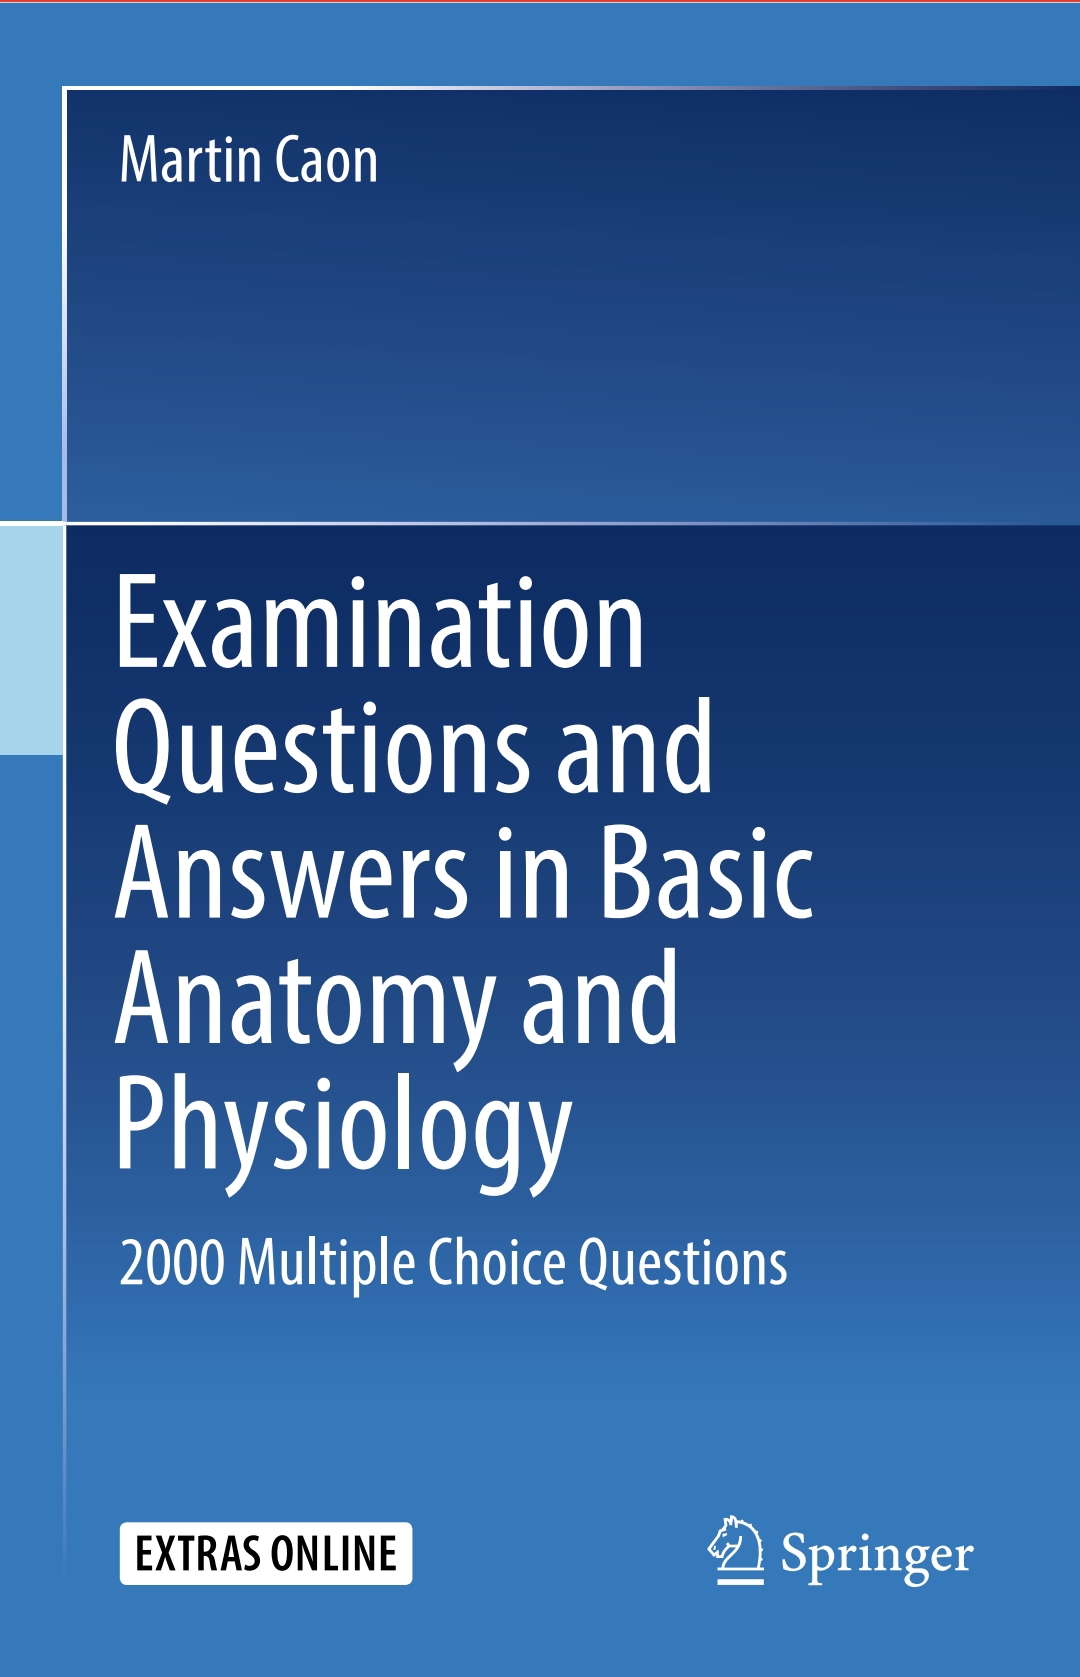 Martin Caon
Examination
Questions and
Answers in Basic
Anatomy and
Physiology
2000 Multiple Choice Questions
EXTRAS ONLINE
Springer